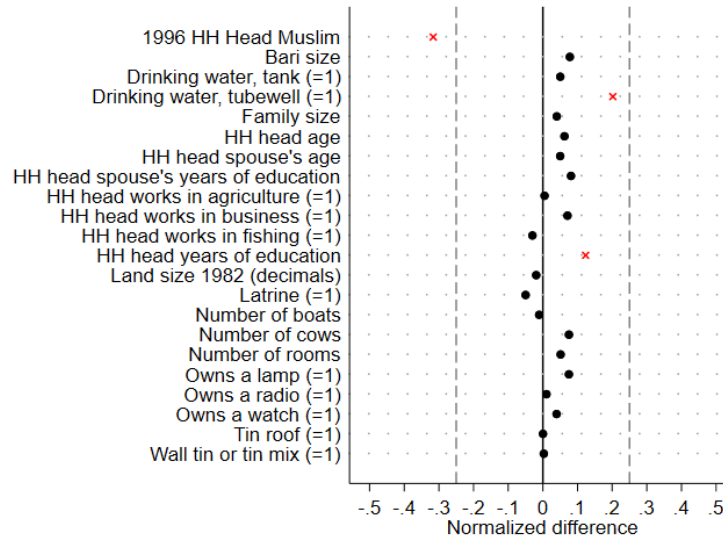 1996 HH Head Muslim
Bari size
Drinking water, tank (=1)
Drinking water, tubewell (=1)
Family size
HH head age
HH head spouse's age
HH head spouse's years of education
HH head works in agriculture (=1)
HH head works in business (=1)
HH head works in fishing (=1)
HH head years of education
Land size 1982 (decimals)
Latrine (=1)
Number of boats
Number of cows
Number of rooms
Owns a lamp (=1)
Owns a radio (=1)
Owns a watch (=1)
Tin roof (=1)
Wall tin or tin mix (=1)
-.5 -.4 -.3 -.2 -.1 0 .1 .2 .3 .4 .5
Normalized difference